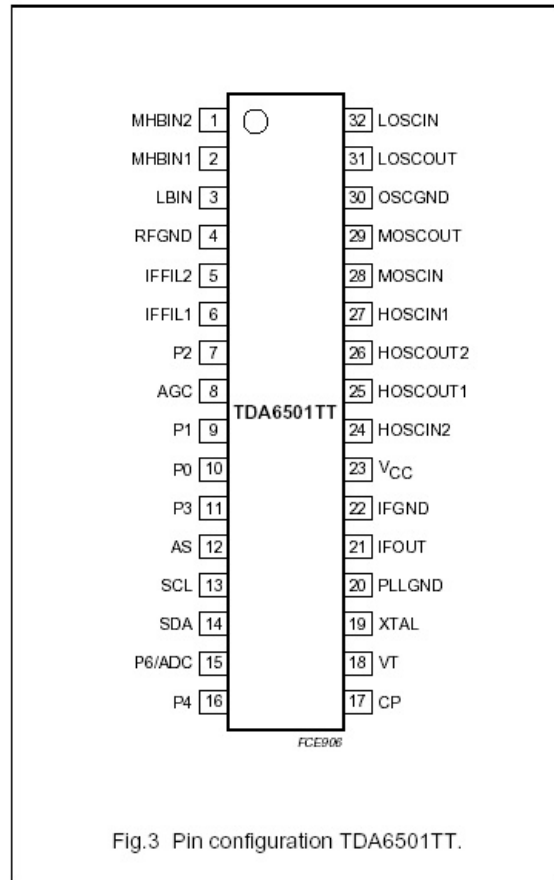 MHBIN2 1 32 LOSCIN
MHBIN1 2 31 LOSCOUT
LBIN 3 30 OSCGND
RFGND 4 29 MOSCOUT
IFFIL2 5 28 MOSCIN
IFFIL1 6 27 HOSCIN1
P2 7 26 HOSCOUT2
AGC 8 25 HOSCOUT1
TDA6501TT
P1 9 24 HOSCIN2
P0 10 23 VCC
P3 11 22 IFGND
AS 12 21 IFOUT
SCL 13 20 PLLGND
SDA 14 19 XTAL
P6/ADC 15 18 VT
P4 16 17 CP
FCE906
Fig.3 Pin configuration TDA6501TT.